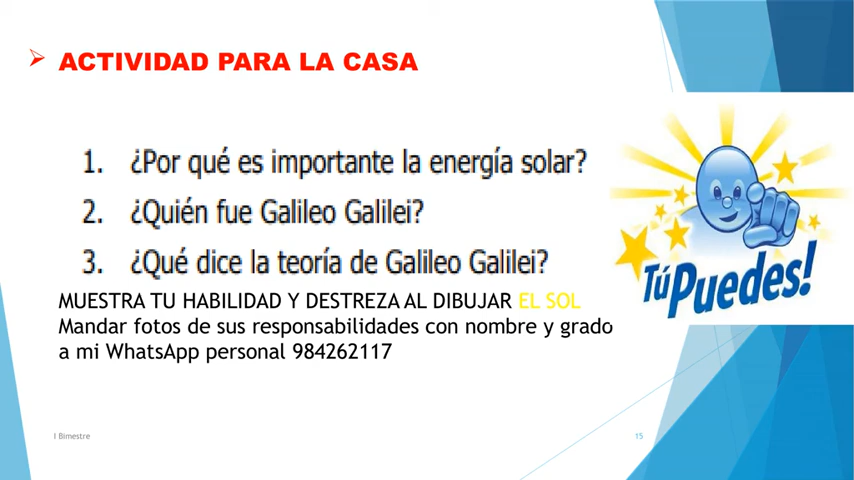 ACTIVIDAD PARA LA CASA
1. ¿Por qué es importante la energía solar?
2. ¿Quién fue Galileo Galilei?
3. ¿Qué dice la teoría de Galileo Galilei?
MUESTRA TU HABILIDAD Y DESTREZA AL DIBUJAR EL SOL
Mandar fotos de sus responsabilidades con nombre y grado
a mi WhatsApp personal 984262117
Tú Puedes!
I Bimestre
15